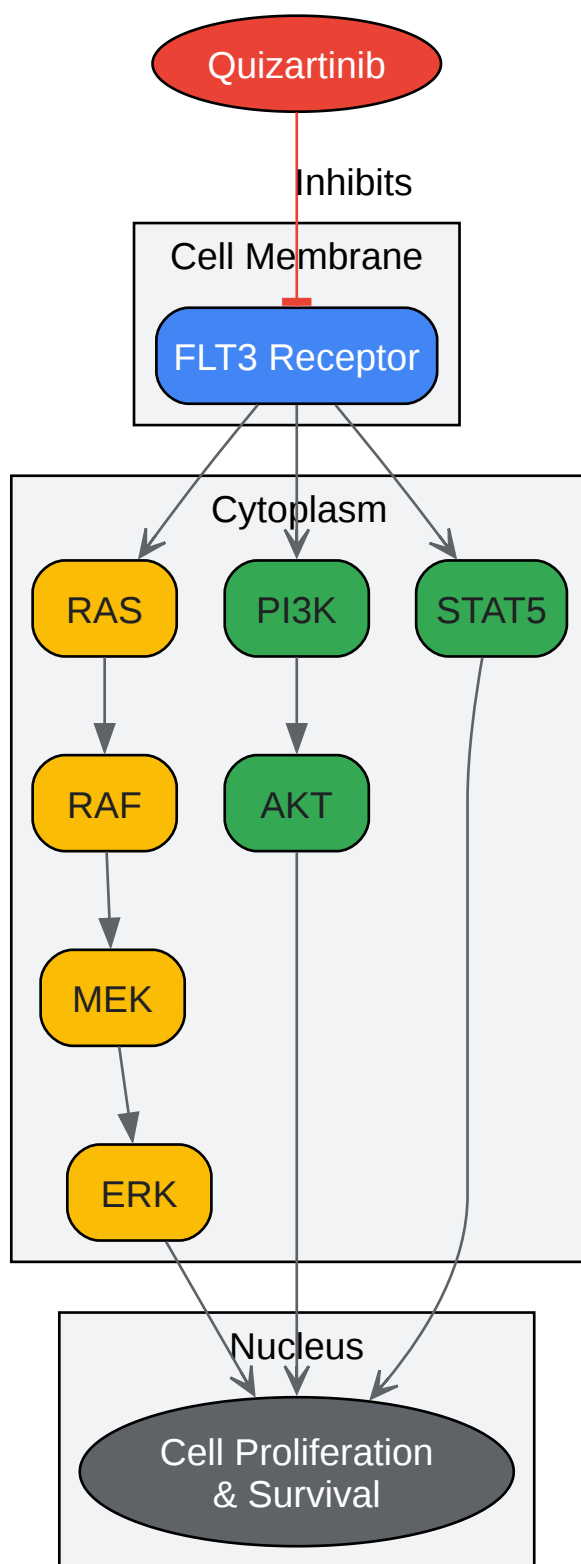 Quizartinib
Inhibits
Cell Membrane
FLT3 Receptor
Cytoplasm
RAS
PI3K
STAT5
RAF
AKT
MEK
ERK
Nucleus
Cell Proliferation
& Survival